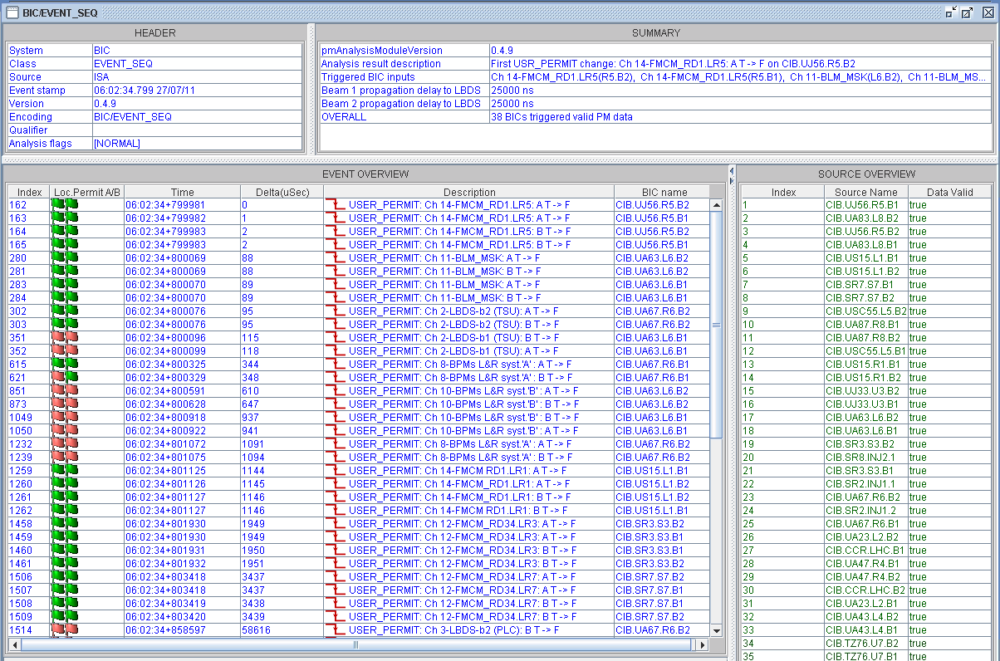 BIC/EVENT_SEQ
HEADER
System BIC
Class EVENT_SEQ
Source ISA
Event stamp 06:02:34.799 27/07/11
Version 0.4.9
Encoding BIC/EVENT_SEQ
Qualifier
Analysis flags [NORMAL]
SUMMARY
pmAnalysisModuleVersion 0.4.9
Analysis result description First USR_PERMIT change: Ch 14-FMCM_RD1.LR5: A T -> F on CIB.UJ56.R5.B2
Triggered BIC inputs Ch 14-FMCM_RD1.LR5(R5.B2), Ch 14-FMCM_RD1.LR5(R5.B1), Ch 11-BLM_MSK(L6.B2), Ch 11-BLM_MS...
Beam 1 propagation delay to LBDS 25000 ns
Beam 2 propagation delay to LBDS 25000 ns
OVERALL 38 BICs triggered valid PM data
EVENT OVERVIEW
Index Loc.Permit A/B Time Delta(uSec) Description BIC name
162 06:02:34+799981 0 USER_PERMIT: Ch 14-FMCM_RD1.LR5: A T -> F CIB.UJ56.R5.B2
163 06:02:34+799982 1 USER_PERMIT: Ch 14-FMCM_RD1.LR5: A T -> F CIB.UJ56.R5.B1
164 06:02:34+799983 2 USER_PERMIT: Ch 14-FMCM_RD1.LR5: B T -> F CIB.UJ56.R5.B2
165 06:02:34+799983 2 USER_PERMIT: Ch 14-FMCM_RD1.LR5: B T -> F CIB.UJ56.R5.B1
280 06:02:34+800069 88 USER_PERMIT: Ch 11-BLM_MSK: A T -> F CIB.UA63.L6.B2
281 06:02:34+800069 88 USER_PERMIT: Ch 11-BLM_MSK: B T -> F CIB.UA63.L6.B2
283 06:02:34+800070 89 USER_PERMIT: Ch 11-BLM_MSK: A T -> F CIB.UA63.L6.B1
284 06:02:34+800070 89 USER_PERMIT: Ch 11-BLM_MSK: B T -> F CIB.UA63.L6.B1
302 06:02:34+800076 95 USER_PERMIT: Ch 2-LBDS-b2 (TSU): A T -> F CIB.UA67.R6.B2
303 06:02:34+800076 95 USER_PERMIT: Ch 2-LBDS-b2 (TSU): B T -> F CIB.UA67.R6.B2
351 06:02:34+800096 115 USER_PERMIT: Ch 2-LBDS-b1 (TSU): B T -> F CIB.UA63.L6.B1
352 06:02:34+800099 118 USER_PERMIT: Ch 2-LBDS-b1 (TSU): A T -> F CIB.UA63.L6.B1
615 06:02:34+800325 344 USER_PERMIT: Ch 8-BPMs L&R syst.'A': A T -> F CIB.UA67.R6.B1
621 06:02:34+800329 348 USER_PERMIT: Ch 8-BPMs L&R syst.'A': B T -> F CIB.UA67.R6.B1
851 06:02:34+800591 610 USER_PERMIT: Ch 10-BPMs L&R syst.'B': A T -> F CIB.UA63.L6.B2
873 06:02:34+800628 647 USER_PERMIT: Ch 10-BPMs L&R syst.'B': B T -> F CIB.UA63.L6.B2
1049 06:02:34+800918 937 USER_PERMIT: Ch 10-BPMs L&R syst.'B': B T -> F CIB.UA63.L6.B1
1050 06:02:34+800922 941 USER_PERMIT: Ch 10-BPMs L&R syst.'B': A T -> F CIB.UA63.L6.B1
1232 06:02:34+801072 1091 USER_PERMIT: Ch 8-BPMs L&R syst.'A': B T -> F CIB.UA67.R6.B2
1239 06:02:34+801075 1094 USER_PERMIT: Ch 8-BPMs L&R syst.'A': A T -> F CIB.UA67.R6.B2
1259 06:02:34+801125 1144 USER_PERMIT: Ch 14-FMCM RD1.LR1: A T -> F CIB.US15.L1.B1
1260 06:02:34+801126 1145 USER_PERMIT: Ch 14-FMCM_RD1.LR1: A T -> F CIB.US15.L1.B2
1261 06:02:34+801127 1146 USER_PERMIT: Ch 14-FMCM_RD1.LR1: B T -> F CIB.US15.L1.B2
1262 06:02:34+801127 1146 USER_PERMIT: Ch 14-FMCM RD1.LR1: B T -> F CIB.US15.L1.B1
1458 06:02:34+801930 1949 USER_PERMIT: Ch 12-FMCM_RD34.LR3: A T -> F CIB.SR3.S3.B2
1459 06:02:34+801930 1949 USER_PERMIT: Ch 12-FMCM_RD34.LR3: A T -> F CIB.SR3.S3.B1
1460 06:02:34+801931 1950 USER_PERMIT: Ch 12-FMCM_RD34.LR3: B T -> F CIB.SR3.S3.B1
1461 06:02:34+801932 1951 USER_PERMIT: Ch 12-FMCM_RD34.LR3: B T -> F CIB.SR3.S3.B2
1506 06:02:34+803418 3437 USER_PERMIT: Ch 12-FMCM_RD34.LR7: A T -> F CIB.SR7.S7.B2
1507 06:02:34+803418 3437 USER_PERMIT: Ch 12-FMCM_RD34.LR7: A T -> F CIB.SR7.S7.B1
1508 06:02:34+803419 3438 USER_PERMIT: Ch 12-FMCM_RD34.LR7: B T -> F CIB.SR7.S7.B1
1509 06:02:34+803420 3439 USER_PERMIT: Ch 12-FMCM_RD34.LR7: B T -> F CIB.SR7.S7.B2
1514 06:02:34+858597 58616 USER_PERMIT: Ch 3-LBDS-b2 (PLC): B T -> F CIB.UA67.R6.B2
SOURCE OVERVIEW
Index Source Name Data Valid
1 CIB.UJ56.R5.B1 true
2 CIB.UA83.L8.B2 true
3 CIB.UJ56.R5.B2 true
4 CIB.UA83.L8.B1 true
5 CIB.US15.L1.B1 true
6 CIB.US15.L1.B2 true
7 CIB.SR7.S7.B1 true
8 CIB.SR7.S7.B2 true
9 CIB.USC55.L5.B2 true
10 CIB.UA87.R8.B1 true
11 CIB.UA87.R8.B2 true
12 CIB.USC55.L5.B1 true
13 CIB.US15.R1.B1 true
14 CIB.US15.R1.B2 true
15 CIB.UJ33.U3.B2 true
16 CIB.UJ33.U3.B1 true
17 CIB.UA63.L6.B2 true
18 CIB.UA63.L6.B1 true
19 CIB.SR3.S3.B2 true
20 CIB.SR8.INJ2.1 true
21 CIB.SR3.S3.B1 true
22 CIB.SR2.INJ1.1 true
23 CIB.UA67.R6.B2 true
24 CIB.SR2.INJ1.2 true
25 CIB.UA67.R6.B1 true
26 CIB.UA23.L2.B2 true
27 CIB.CCR.LHC.B1 true
28 CIB.UA47.R4.B1 true
29 CIB.UA47.R4.B2 true
30 CIB.CCR.LHC.B2 true
31 CIB.UA23.L2.B1 true
32 CIB.UA43.L4.B2 true
33 CIB.UA43.L4.B1 true
34 CIB.TZ76.U7.B2 true
35 CIB.TZ76.U7.B1 true